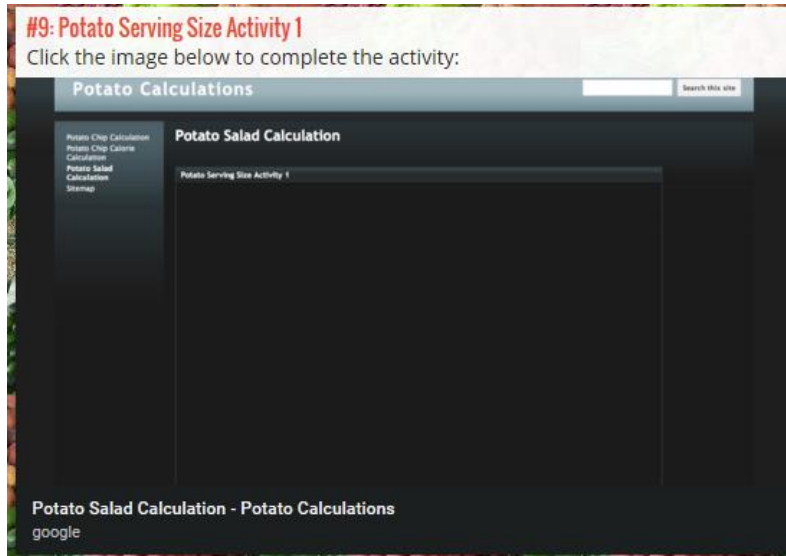 #9: Potato Serving Size Activity 1
Click the image below to complete the activity:
Potato Calculations
Search this site
Potato Chip Calculation
Potato Chip Calorie
Calculation
Potato Salad
Calculation
Sitemap
Potato Salad Calculation
Potato Serving Size Activity 1
Potato Salad Calculation - Potato Calculations
google